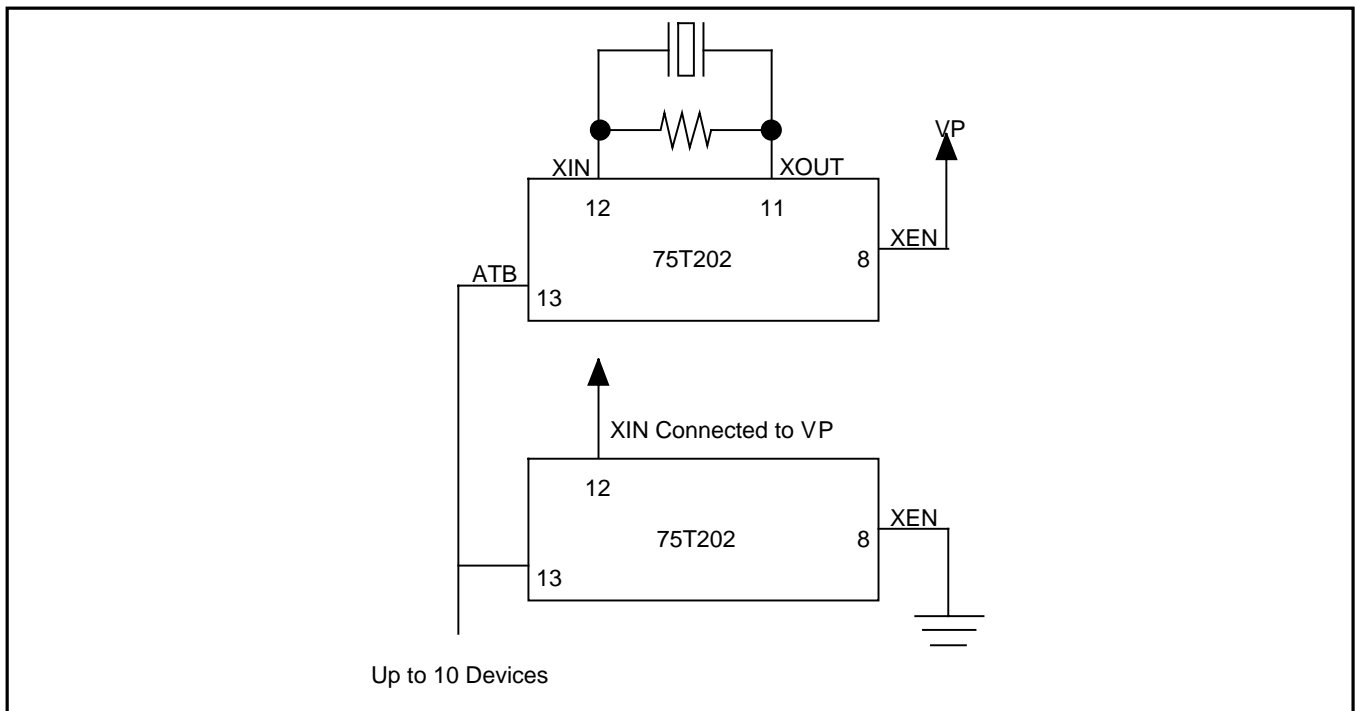 VP
XIN XOUT
12 11
XEN
75T202 8
ATB
13
XIN Connected to VP
12
XEN
75T202 8
13
Up to 10 Devices